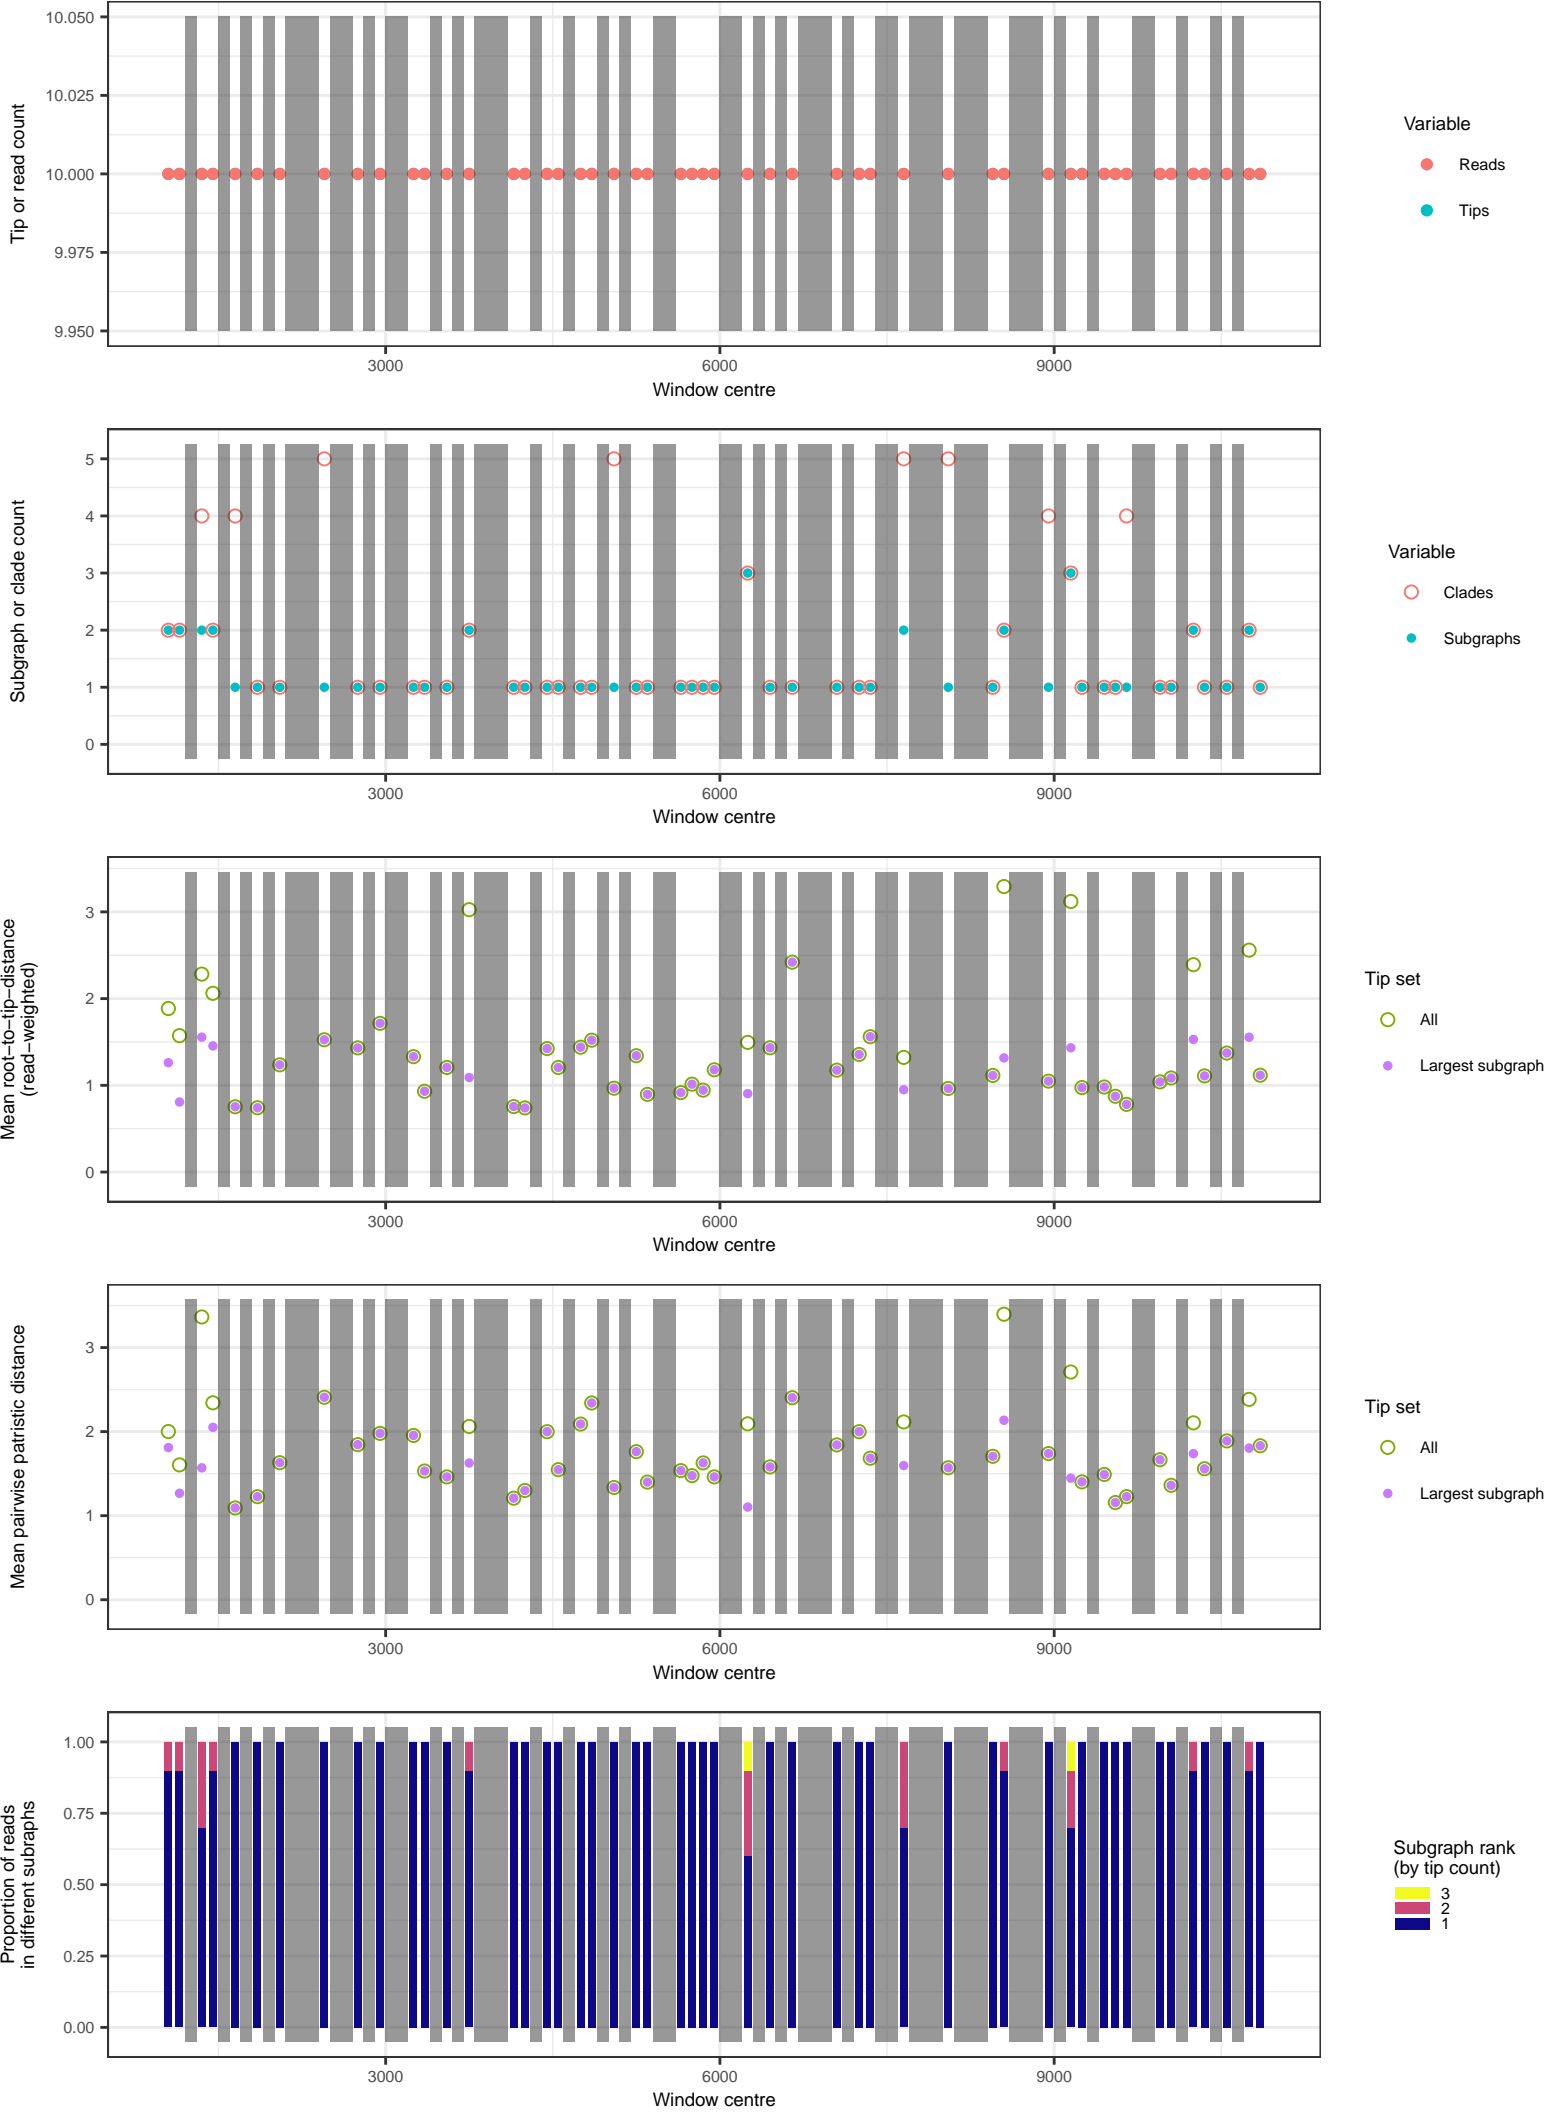 10.050
10.025
10.000
9.975
9.950
Tip or read count
3000
6000
9000
Window centre
Variable
Reads
Tips
5
4
3
2
1
0
Subgraph or clade count
3000
6000
9000
Window centre
Variable
Clades
Subgraphs
3
2
1
0
Mean root−to−tip−distance
(read−weighted)
3000
6000
9000
Window centre
Tip set
All
Largest subgraph
3
2
1
0
Mean pairwise patristic distance
3000
6000
9000
Window centre
Tip set
All
Largest subgraph
1.00
0.75
0.50
0.25
0.00
Proportion of reads
in different subraphs
3000
6000
9000
Window centre
Subgraph rank
(by tip count)
3
2
1